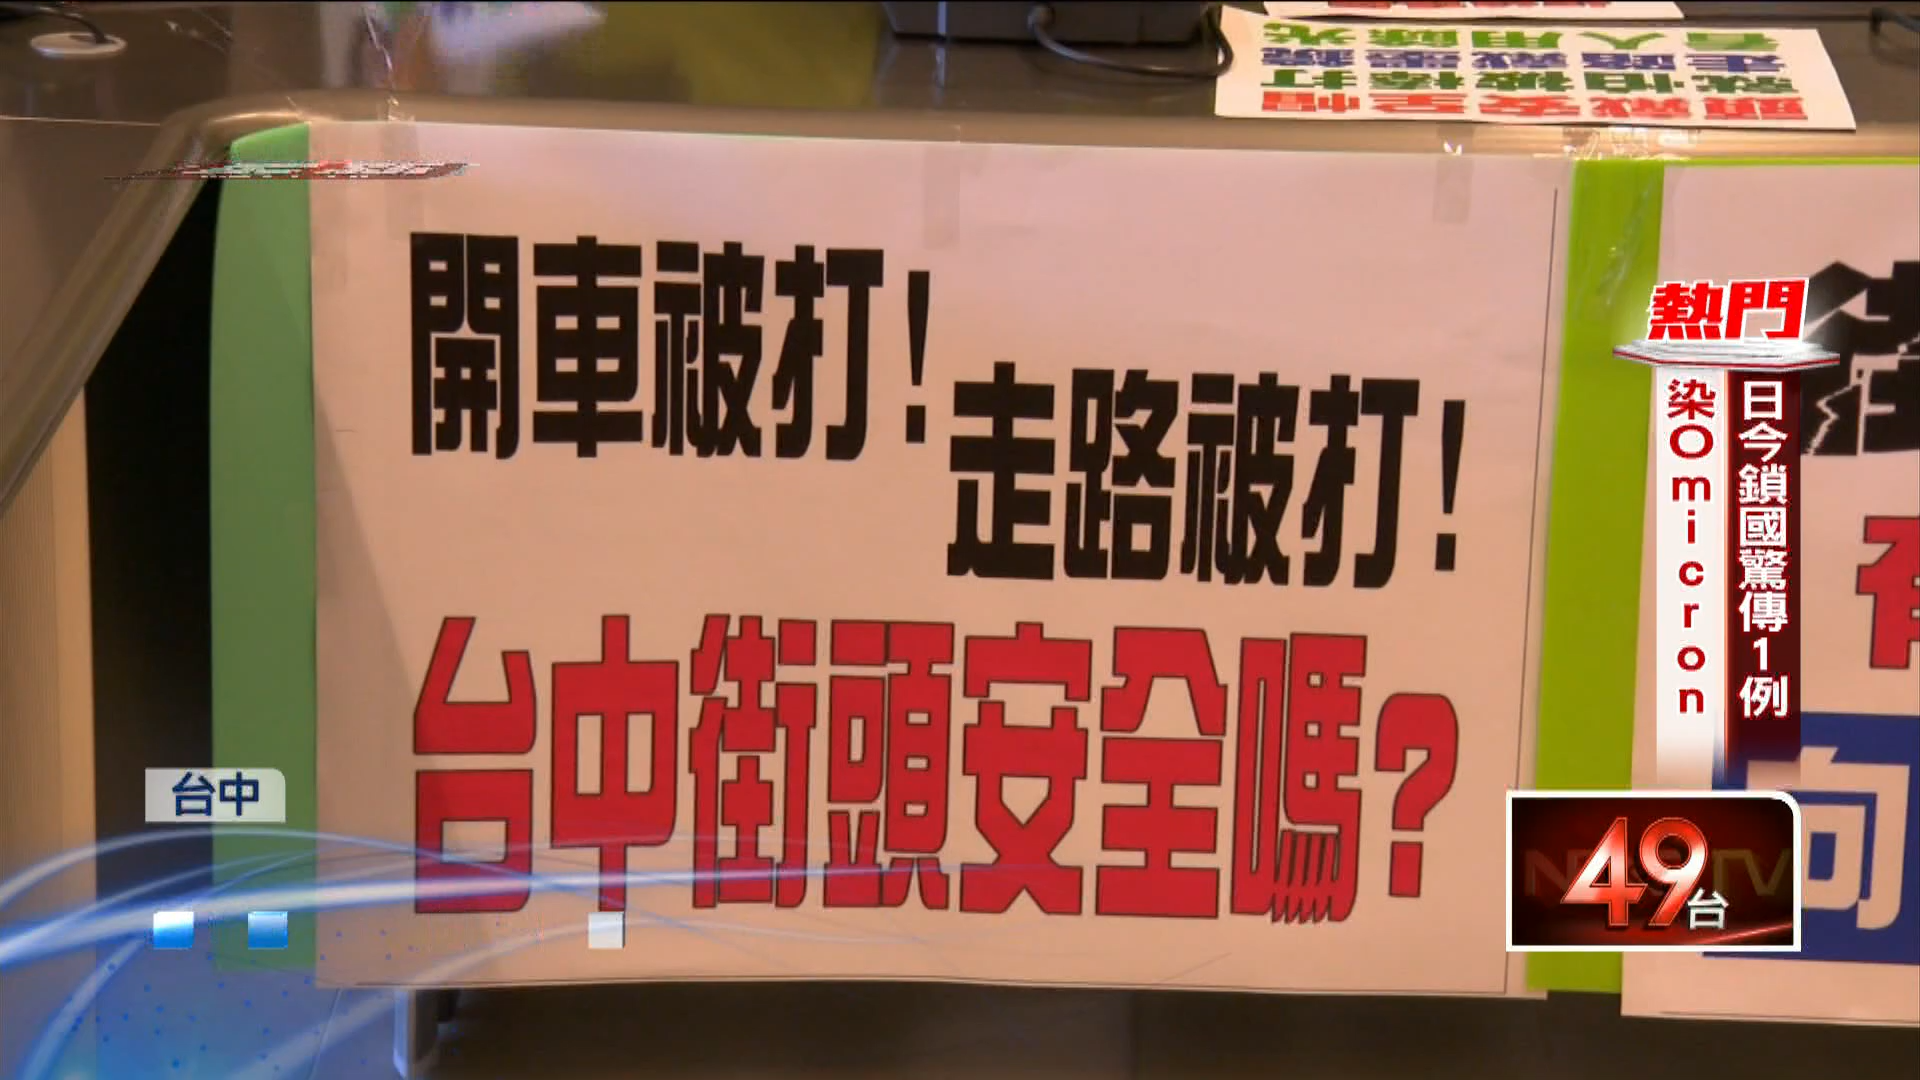 開車被打!
走路被打!
台中街頭安全嗎?
熱門
日今鎖國驚傳1例
染Omicron
台中
49台
向